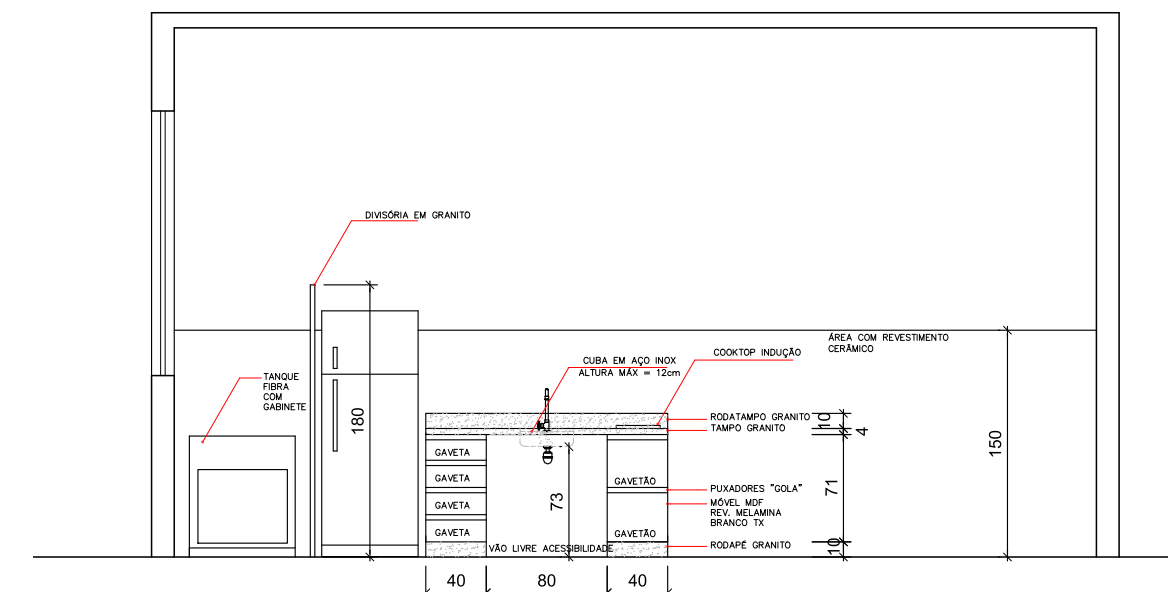 DIVISÓRIA EM GRANITO
ÁREA COM REVESTIMENTO
CERÂMICO
COOKTOP INDUÇÃO
CUBA EM AÇO INOX
ALTURA MÁX = 12cm
TANQUE
FIBRA
COM
GABINETE
180
150
RODATAMPO GRANITO
10
TAMPO GRANITO
4
GAVETA
GAVETA
GAVETA
GAVETA
GAVETÃO
GAVETÃO
73
71
PUXADORES "GOLA"
MÓVEL MDF
REV. MELAMINA
BRANCO TX
VÃO LIVRE ACESSIBILIDADE
RODAPÉ GRANITO
10
40
80
40